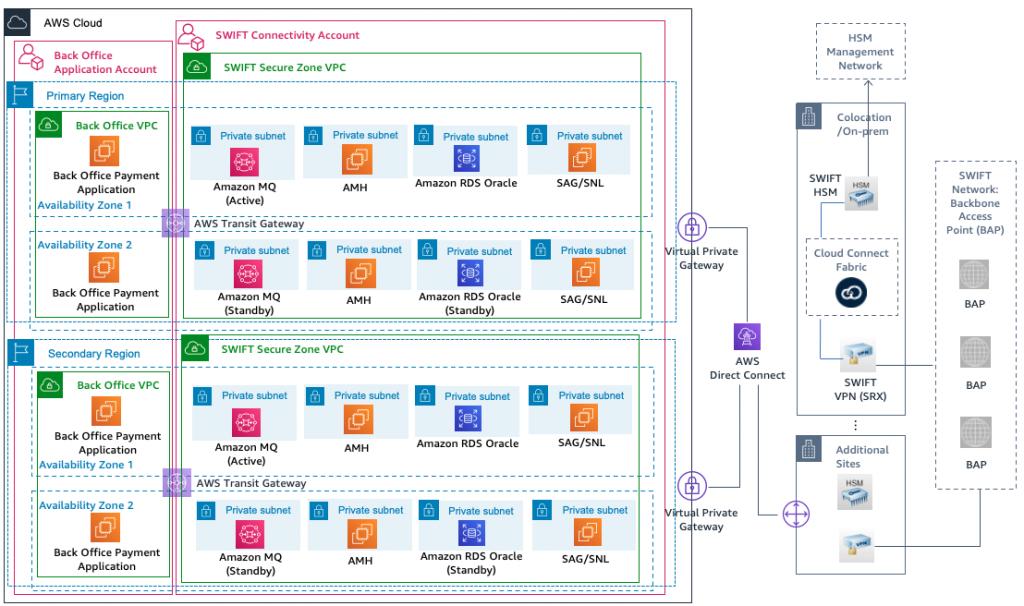 AWS Cloud
SWIFT Connectivity Account
Back Office
Application Account
SWIFT Secure Zone VPC
Primary Region
Back Office VPC
Back Office Payment
Application
Availability Zone 1
Private subnet
Amazon MQ
(Active)
Private subnet
AMH
Private subnet
Amazon RDS Oracle
Private subnet
SAG/SNL
AWS Transit Gateway
Availability Zone 2
Back Office Payment
Application
Private subnet
Amazon MQ
(Standby)
Private subnet
AMH
Private subnet
Amazon RDS Oracle
(Standby)
Private subnet
SAG/SNL
Secondary Region
SWIFT Secure Zone VPC
Back Office VPC
Back Office Payment
Application
Availability Zone 1
Private subnet
Amazon MQ
(Active)
Private subnet
AMH
Private subnet
Amazon RDS Oracle
Private subnet
SAG/SNL
AWS Transit Gateway
Availability Zone 2
Back Office Payment
Application
Private subnet
Amazon MQ
(Standby)
Private subnet
AMH
Private subnet
Amazon RDS Oracle
(Standby)
Private subnet
SAG/SNL
Virtual Private
Gateway
Virtual Private
Gateway
AWS
Direct Connect
HSM
Management
Network
Colocation
/On-prem
SWIFT
HSM
HSM
Cloud Connect
Fabric
VPN
SWIFT
VPN (SRX)
Additional
Sites
HSM
VPN
SWIFT
Network:
Backbone
Access
Point (BAP)
BAP
BAP
BAP